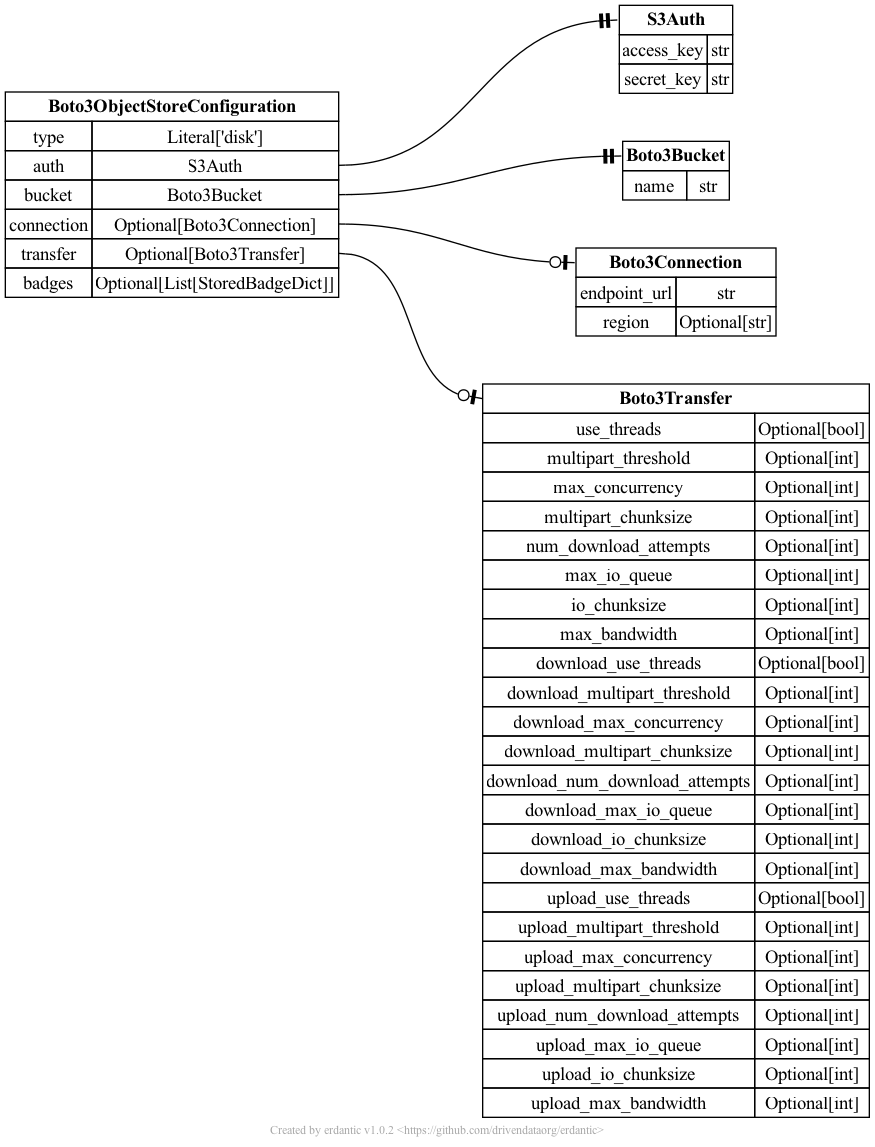 S3Auth
access_key str
secret_key str
Boto3ObjectStoreConfiguration
type Literal['disk']
auth S3Auth
bucket Boto3Bucket
connection Optional[Boto3Connection]
transfer Optional[Boto3Transfer]
badges Optional[List[StoredBadgeDict]]
Boto3Bucket
name str
Boto3Connection
endpoint_url str
region Optional[str]
Boto3Transfer
use_threads Optional[bool]
multipart_threshold Optional[int]
max_concurrency Optional[int]
multipart_chunksize Optional[int]
num_download_attempts Optional[int]
max_io_queue Optional[int]
io_chunksize Optional[int]
max_bandwidth Optional[int]
download_use_threads Optional[bool]
download_multipart_threshold Optional[int]
download_max_concurrency Optional[int]
download_multipart_chunksize Optional[int]
download_num_download_attempts Optional[int]
download_max_io_queue Optional[int]
download_io_chunksize Optional[int]
download_max_bandwidth Optional[int]
upload_use_threads Optional[bool]
upload_multipart_threshold Optional[int]
upload_max_concurrency Optional[int]
upload_multipart_chunksize Optional[int]
upload_num_download_attempts Optional[int]
upload_max_io_queue Optional[int]
upload_io_chunksize Optional[int]
upload_max_bandwidth Optional[int]
Created by erdantic v1.0.2 <https://github.com/drivendataorg/erdantic>